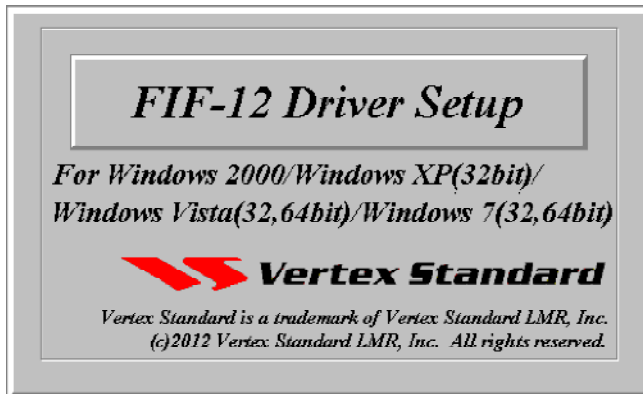 FIF-12 Driver Setup
For Windows 2000/Windows XP(32bit)/
Windows Vista(32,64bit)/Windows 7(32,64bit)
Vertex Standard
Vertex Standard is a trademark of Vertex Standard LMR, Inc.
(c)2012 Vertex Standard LMR, Inc. All rights reserved.